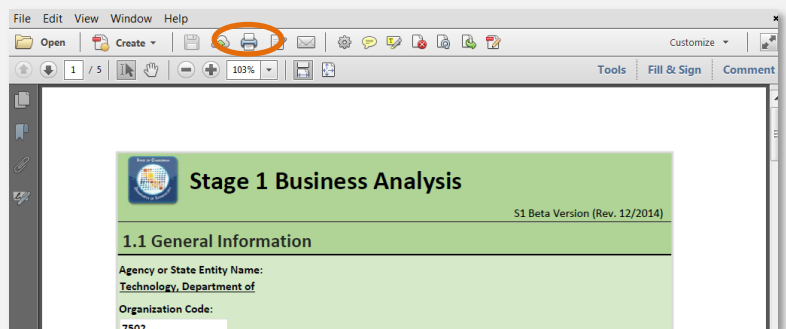 File Edit View Window Help
Open Create Customize
1 / 5 103% Tools Fill & Sign Comment
Stage 1 Business Analysis
S1 Beta Version (Rev. 12/2014)
1.1 General Information
Agency or State Entity Name:
Technology, Department of
Organization Code:
7502